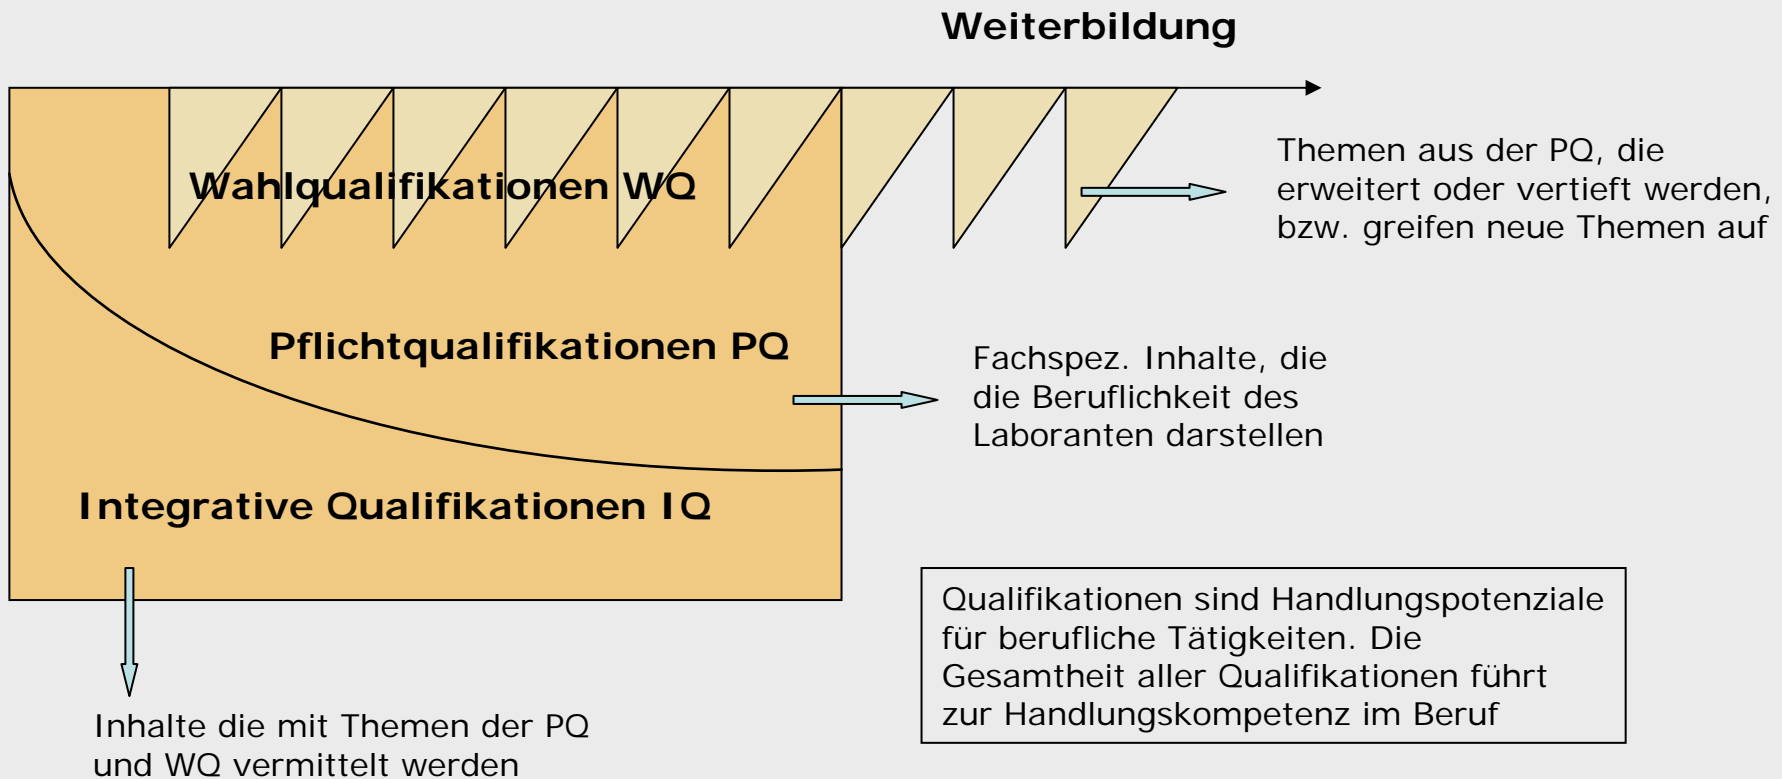 Weiterbildung
Wahlqualifikationen WQ
Themen aus der PQ, die
erweitert oder vertieft werden,
bzw. greifen neue Themen auf
Pflichtqualifikationen PQ
Fachspez. Inhalte, die
die Beruflichkeit des
Laboranten darstellen
Integrative Qualifikationen IQ
Qualifikationen sind Handlungspotenziale
für berufliche Tätigkeiten. Die
Gesamtheit aller Qualifikationen führt
zur Handlungskompetenz im Beruf
Inhalte die mit Themen der PQ
und WQ vermittelt werden